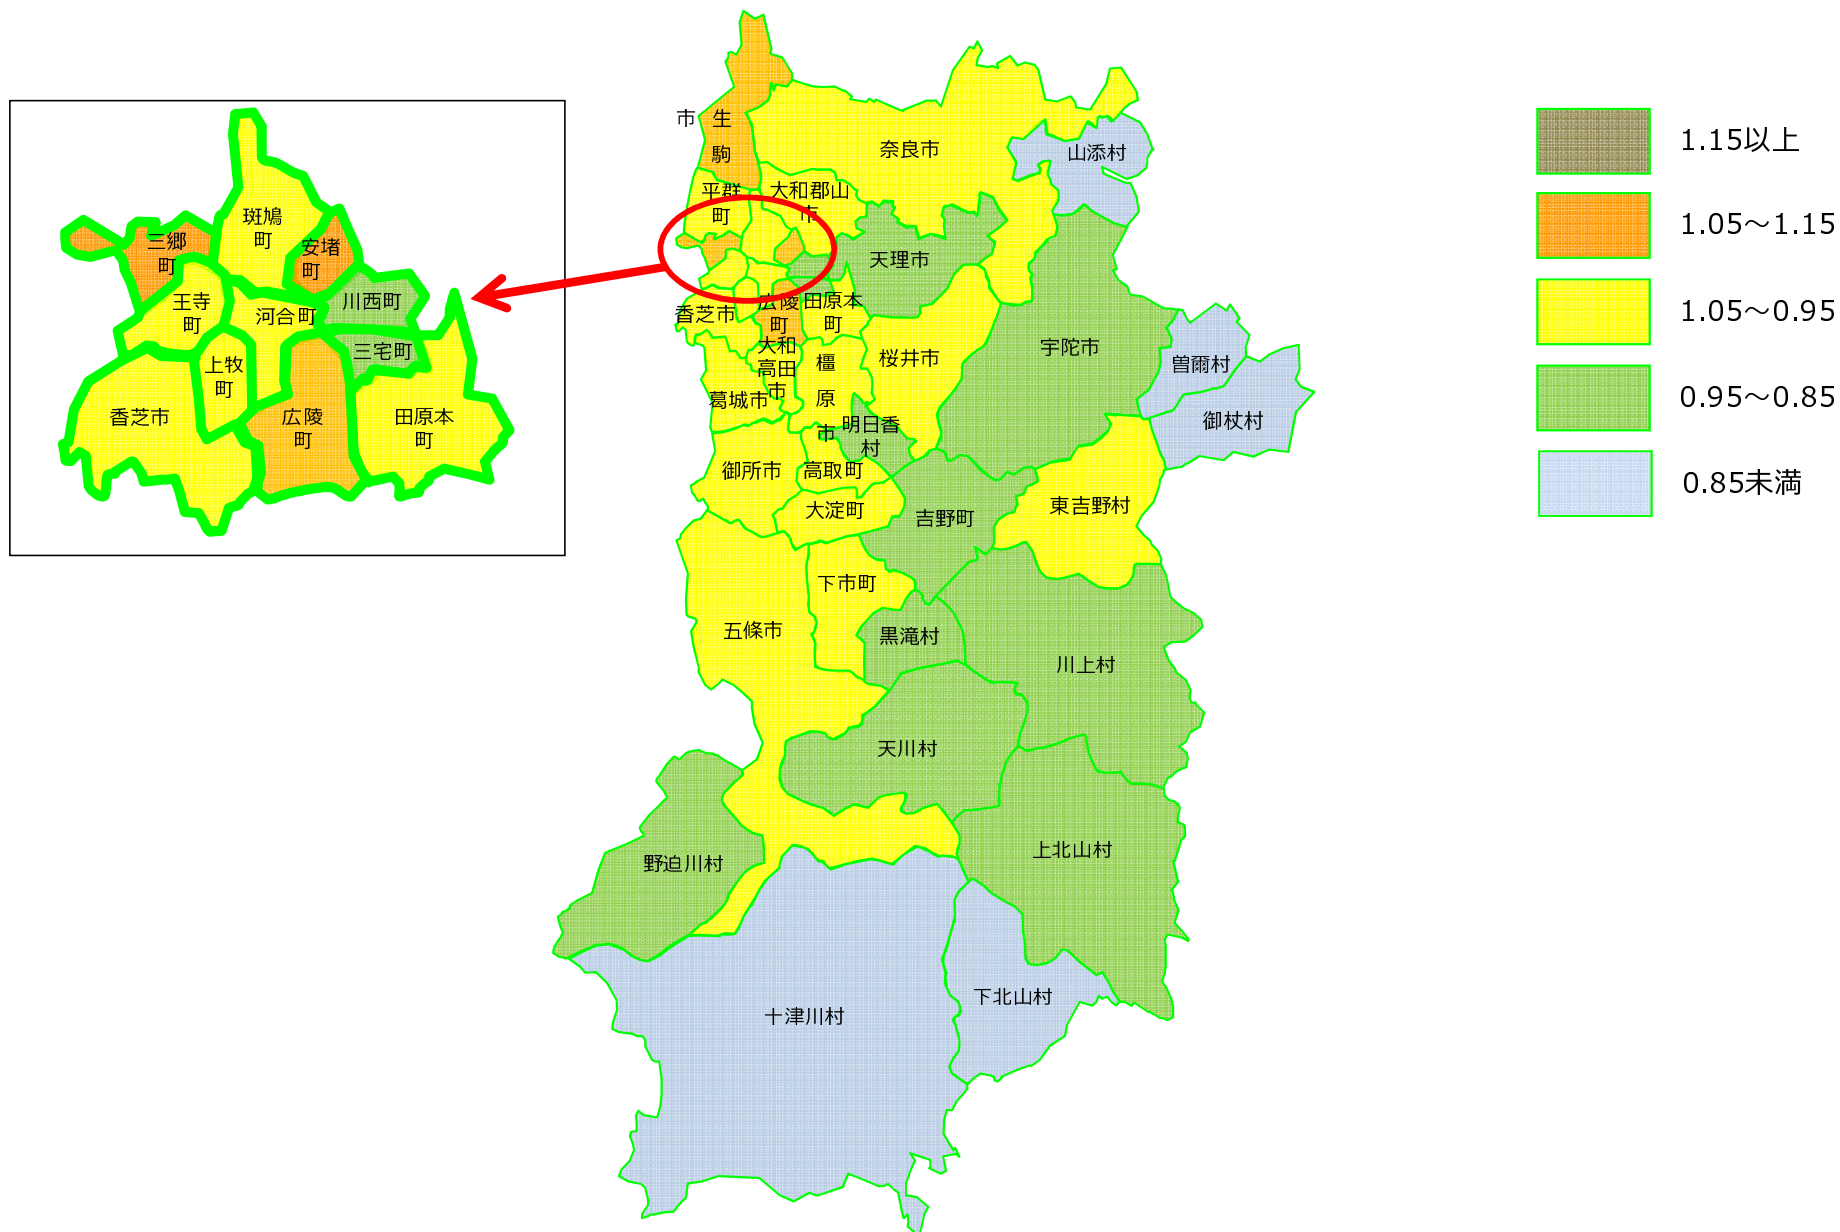 斑鳩
町
三郷
町
安堵
町
王寺
町
川西町
河合町
三宅町
上牧
町
香芝市
広陵
町
田原本
町
市 生
駒
奈良市
山添村
平群
町
大和郡山
市
天理市
香芝市
広陵
町
田原本
町
大和
高田
市
橿
原
市
桜井市
宇陀市
曽爾村
御杖村
葛城市
明日香
村
御所市
高取町
大淀町
吉野町
東吉野村
下市町
五條市
黒滝村
川上村
天川村
野迫川村
上北山村
下北山村
十津川村
1.15以上
1.05～1.15
1.05～0.95
0.95～0.85
0.85未満